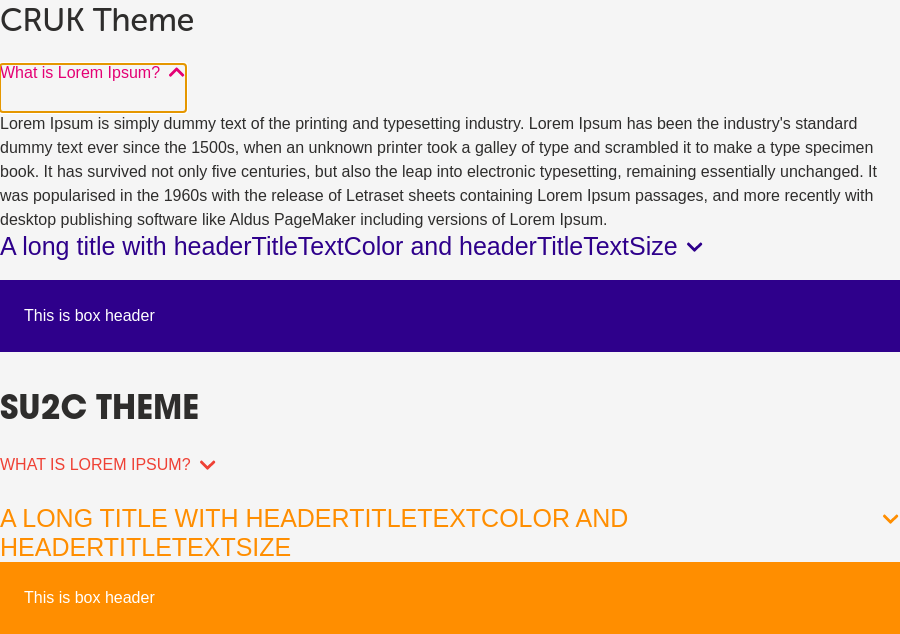 CRUK Theme
What is Lorem Ipsum?
Lorem Ipsum is simply dummy text of the printing and typesetting industry. Lorem Ipsum has been the industry's standard
dummy text ever since the 1500s, when an unknown printer took a galley of type and scrambled it to make a type specimen
book. It has survived not only five centuries, but also the leap into electronic typesetting, remaining essentially unchanged. It
was popularised in the 1960s with the release of Letraset sheets containing Lorem Ipsum passages, and more recently with
desktop publishing software like Aldus PageMaker including versions of Lorem Ipsum.
A long title with headerTitleTextColor and headerTitleTextSize
This is box header
SU2C THEME
WHAT IS LOREM IPSUM?
A LONG TITLE WITH HEADERTITLETEXTCOLOR AND
HEADERTITLETEXTSIZE
This is box header